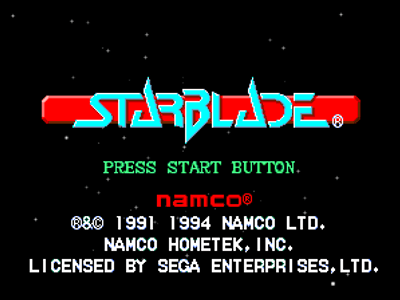 STARBLADE®
PRESS START BUTTON
namco®
®&© 1991 1994 NAMCO LTD.
NAMCO HOMETEK,INC.
LICENSED BY SEGA ENTERPRISES,LTD.